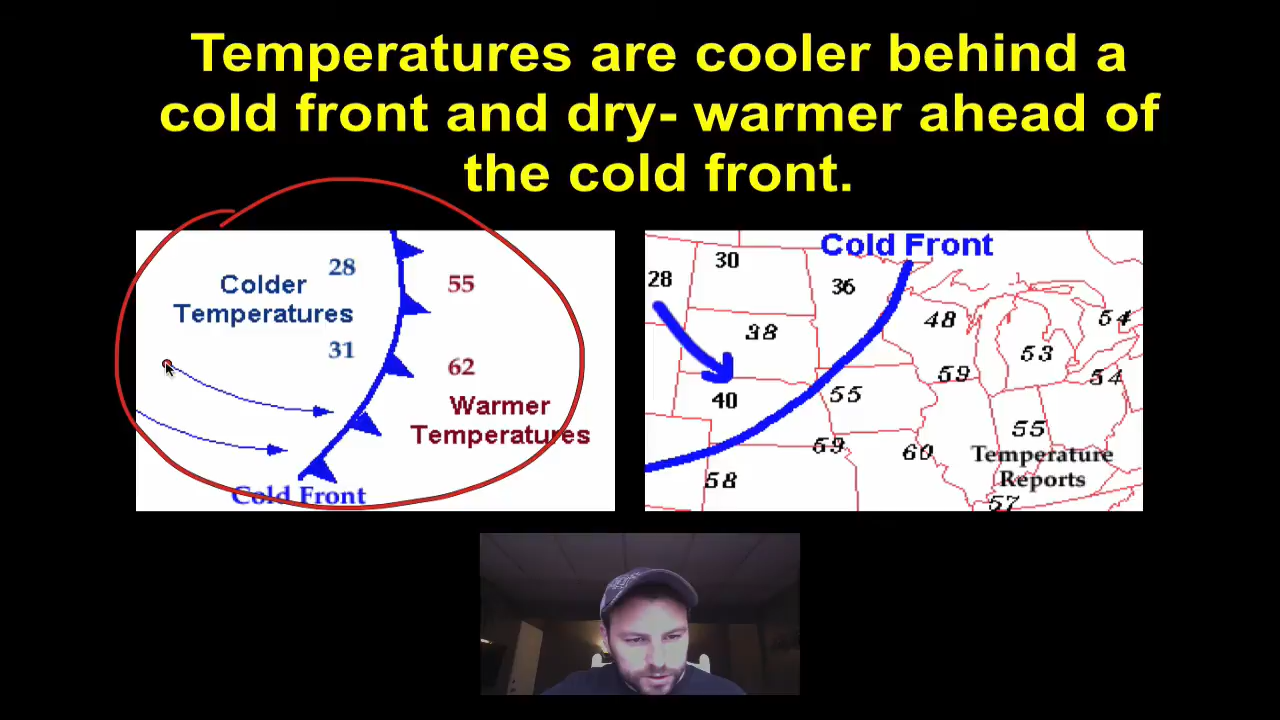 Temperatures are cooler behind a
cold front and dry- warmer ahead of
the cold front.
28
Colder
Temperatures
31
55
62
Warmer
Temperatures
Cold Front
Cold Front
28
30
36
38
40
48
54
53
59
54
55
55
59
60
58
Temperature
Reports
57